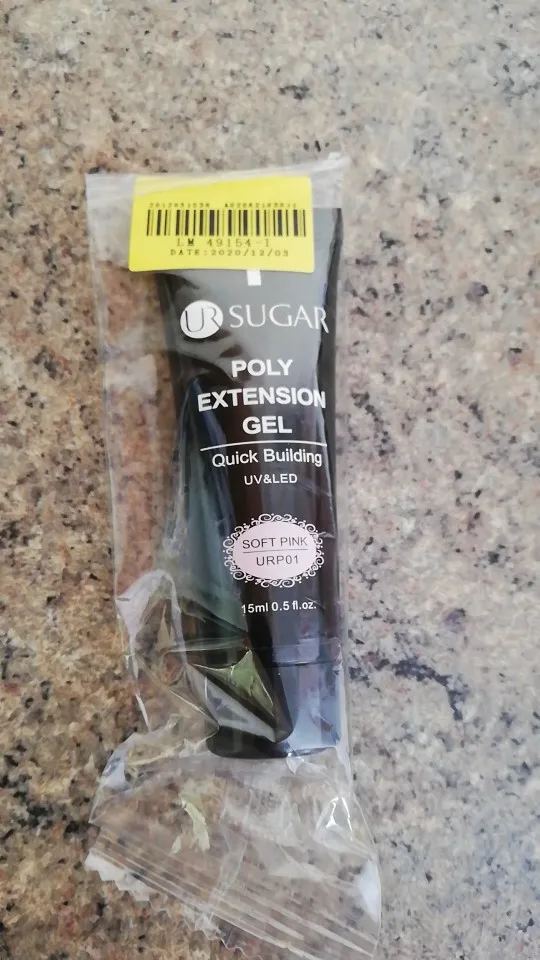 LM 49154-1
DATE:2020/12/03
UR SUGAR
POLY
EXTENSION
GEL
Quick Building
UV&LED
SOFT PINK
URP01
15ml 0.5 fl.oz.